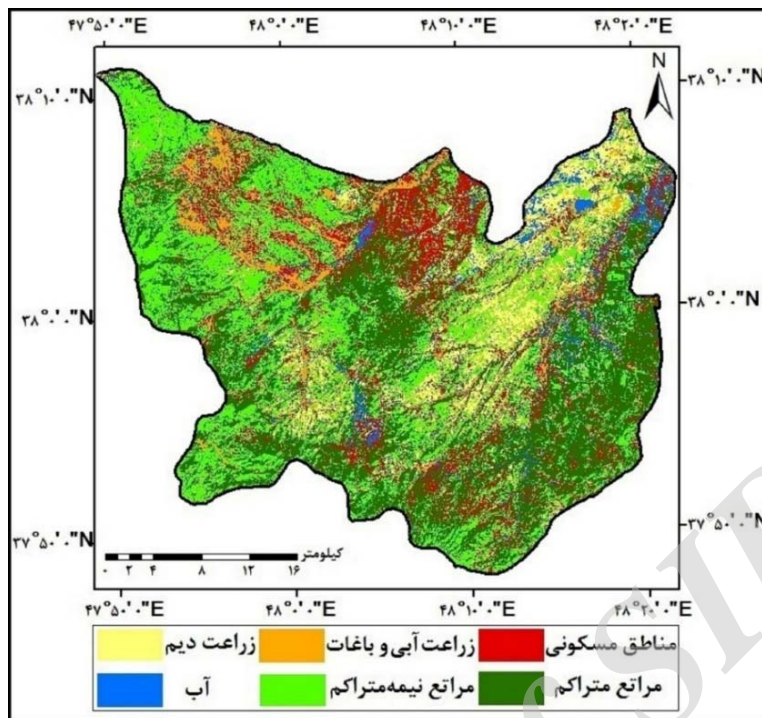 ۴۷°۵۰'۰"E ۴۸°۰'۰"E ۴۸°۱۰'۰"E ۴۸°۲۰'۰"E
N
۳۸°۱۰'۰"N ۳۸°۱۰'۰"N
۳۸°۰'۰"N ۳۸°۰'۰"N
۳۷°۵۰'۰"N ۳۷°۵۰'۰"N
کیلومتر
۰ ۲ ۴ ۸ ۱۲ ۱۶
۴۷°۵۰'۰"E ۴۸°۰'۰"E ۴۸°۱۰'۰"E ۴۸°۲۰'۰"E
مناطق مسکونی زراعت آبی و باغات زراعت دیم
مراتع متراکم مراتع نیمه‌متراکم آب
SID